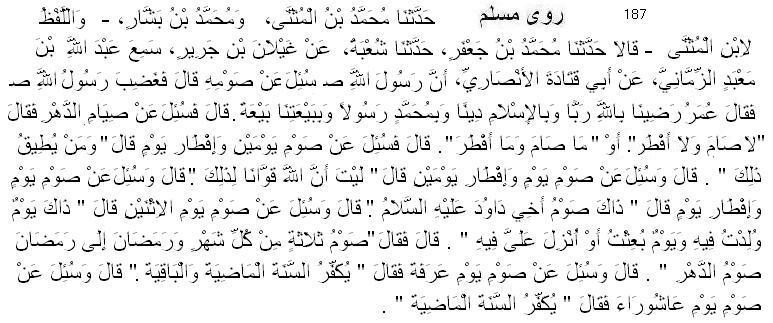 187 روى مسلم حَدَّثَنَا مُحَمَّدُ بْنُ الْمُثَنَّى، وَمُحَمَّدُ بْنُ بَشَّارٍ، - وَاللَّفْظُ
لاِبْنِ الْمُثَنَّى - قَالاَ حَدَّثَنَا مُحَمَّدُ بْنُ جَعْفَرٍ، حَدَّثَنَا شُعْبَةُ، عَنْ غَيْلاَنَ بْنِ جَرِيرٍ، سَمِعَ عَبْدَ اللَّهِ بْنَ
مَعْبَدٍ الزِّمَّانِيَّ، عَنْ أَبِي قَتَادَةَ الأَنْصَارِيِّ، أَنَّ رَسُولَ اللَّهِ صـ سُئِلَ عَنْ صَوْمِهِ قَالَ فَغَضِبَ رَسُولُ اللَّهِ صـ
فَقَالَ عُمَرُ رَضِينَا بِاللَّهِ رَبًّا وَبِالإِسْلاَمِ دِينًا وَبِمُحَمَّدٍ رَسُولاً وَبِبَيْعَتِنَا بَيْعَةً . قَالَ فَسُئِلَ عَنْ صِيَامِ الدَّهْرِ فَقَالَ
"لاَ صَامَ وَلاَ أَفْطَرَ" . أَوْ " مَا صَامَ وَمَا أَفْطَرَ" . قَالَ فَسُئِلَ عَنْ صَوْمِ يَوْمَيْنِ وَإِفْطَارِ يَوْمٍ قَالَ " وَمَنْ يُطِيقُ
ذَلِكَ " . قَالَ وَسُئِلَ عَنْ صَوْمِ يَوْمٍ وَإِفْطَارِ يَوْمَيْنِ قَالَ " لَيْتَ أَنَّ اللَّهَ قَوَّانَا لِذَلِكَ " . قَالَ وَسُئِلَ عَنْ صَوْمِ يَوْمٍ
وَإِفْطَارِ يَوْمٍ قَالَ " ذَاكَ صَوْمُ أَخِي دَاوُدَ عَلَيْهِ السَّلاَمُ " . قَالَ وَسُئِلَ عَنْ صَوْمِ يَوْمِ الاِثْنَيْنِ قَالَ " ذَاكَ يَوْمٌ
وُلِدْتُ فِيهِ وَيَوْمٌ بُعِثْتُ أَوْ أُنْزِلَ عَلَىَّ فِيهِ " . قَالَ فَقَالَ "صَوْمُ ثَلاَثَةٍ مِنْ كُلِّ شَهْرٍ وَرَمَضَانَ إِلَى رَمَضَانَ
صَوْمُ الدَّهْرِ " . قَالَ وَسُئِلَ عَنْ صَوْمِ يَوْمِ عَرَفَةَ فَقَالَ " يُكَفِّرُ السَّنَةَ الْمَاضِيَةَ وَالْبَاقِيَةَ " . قَالَ وَسُئِلَ عَنْ
صَوْمِ يَوْمِ عَاشُورَاءَ فَقَالَ " يُكَفِّرُ السَّنَةَ الْمَاضِيَةَ " .